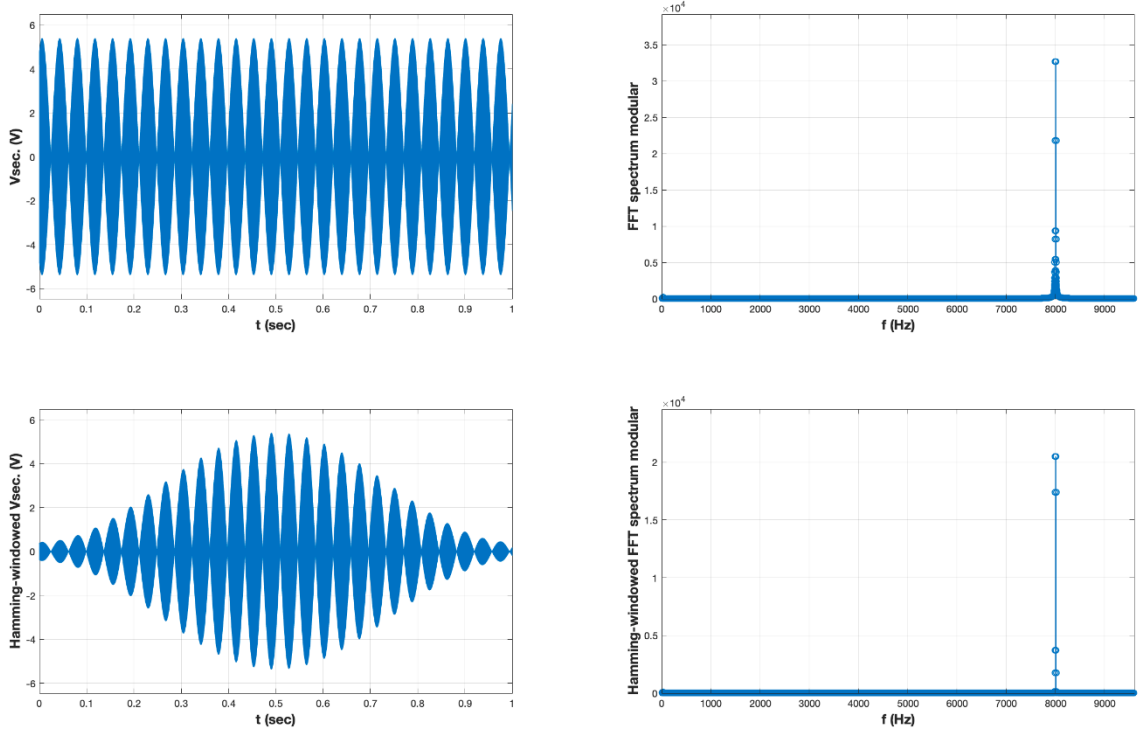 6
4
2
0
-2
-4
-6
Vsec. (V)
0 0.1 0.2 0.3 0.4 0.5 0.6 0.7 0.8 0.9 1
t (sec)
×10⁴
3.5
3
2.5
2
1.5
1
0.5
0
FFT spectrum modular
0 1000 2000 3000 4000 5000 6000 7000 8000 9000
f (Hz)
6
4
2
0
-2
-4
-6
Hamming-windowed Vsec. (V)
0 0.1 0.2 0.3 0.4 0.5 0.6 0.7 0.8 0.9 1
t (sec)
×10⁴
2
1.5
1
0.5
0
Hamming-windowed FFT spectrum modular
0 1000 2000 3000 4000 5000 6000 7000 8000 9000
f (Hz)